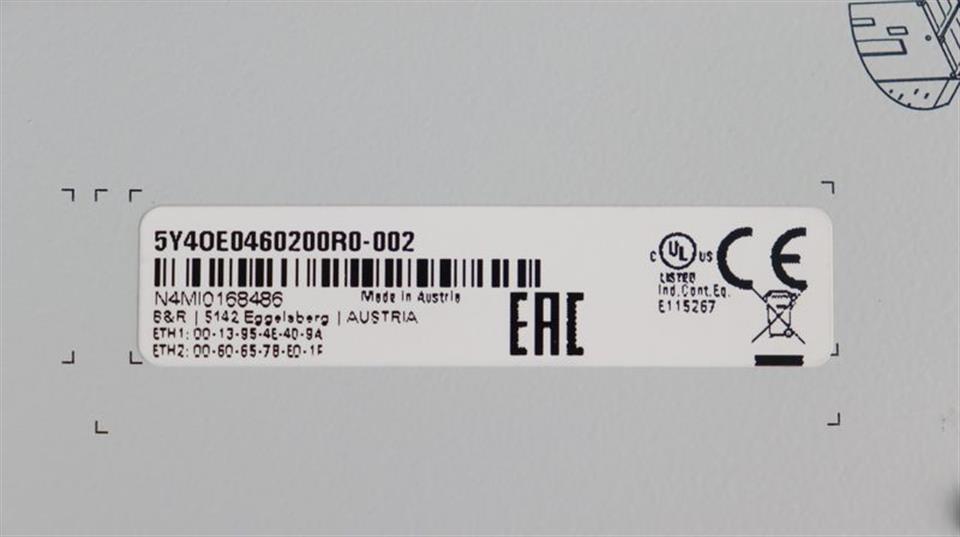 5Y4OE0460200R0-002
N4MI0168486 Made in Austria
B&R | 5142 Eggelsberg | AUSTRIA
ETH1: 00-13-95-4E-40-9A
ETH2: 00-60-65-7B-E0-1F
EAC
C UL US
LISTED
Ind.Cont.Eq.
E115267
CE